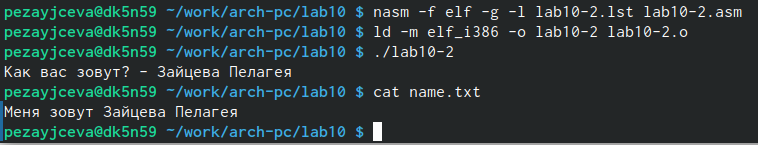 pezayjceva@dk5n59 ~/work/arch-pc/lab10 $ nasm -f elf -g -l lab10-2.lst lab10-2.asm
pezayjceva@dk5n59 ~/work/arch-pc/lab10 $ ld -m elf_i386 -o lab10-2 lab10-2.o
pezayjceva@dk5n59 ~/work/arch-pc/lab10 $ ./lab10-2
Как вас зовут? - Зайцева Пелагея
pezayjceva@dk5n59 ~/work/arch-pc/lab10 $ cat name.txt
Меня зовут Зайцева Пелагея
pezayjceva@dk5n59 ~/work/arch-pc/lab10 $